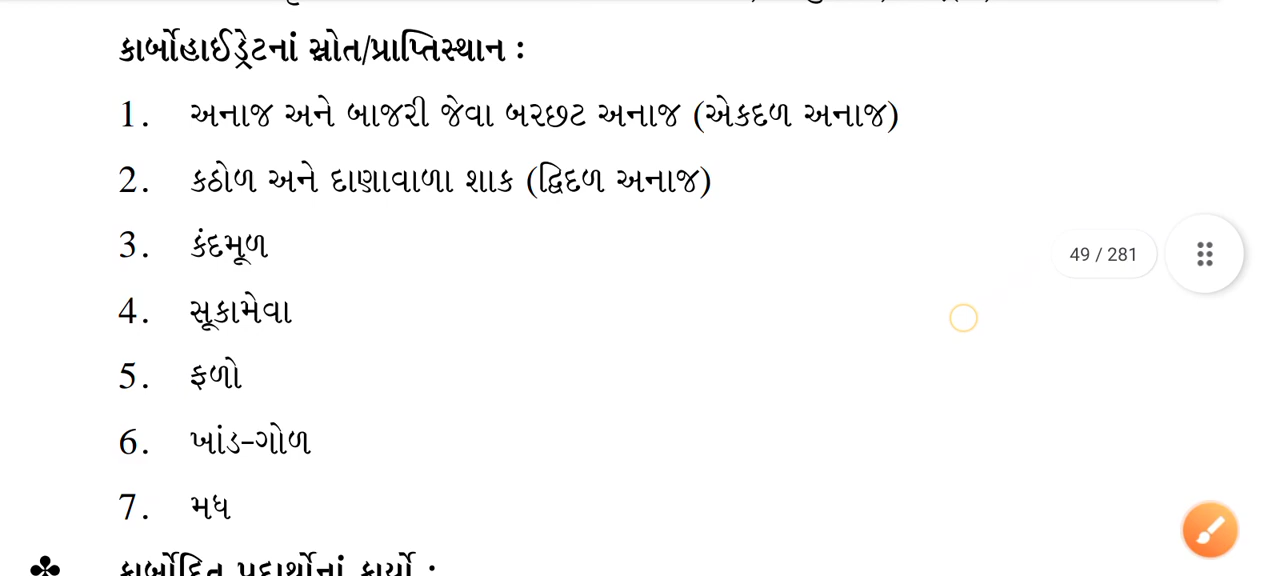 કાર્બોહાઈડ્રેટનાં સ્રોત/પ્રાપ્તિસ્થાન :
1. અનાજ અને બાજરી જેવા બરછટ અનાજ (એકદળ અનાજ)
2. કઠોળ અને દાણાવાળા શાક (દ્વિદળ અનાજ)
3. કંદમૂળ
49 / 281
4. સૂકામેવા
5. ફળો
6. ખાંડ-ગોળ
7. મધ
કાર્બોદિત પદાર્થોનાં કાર્યો :